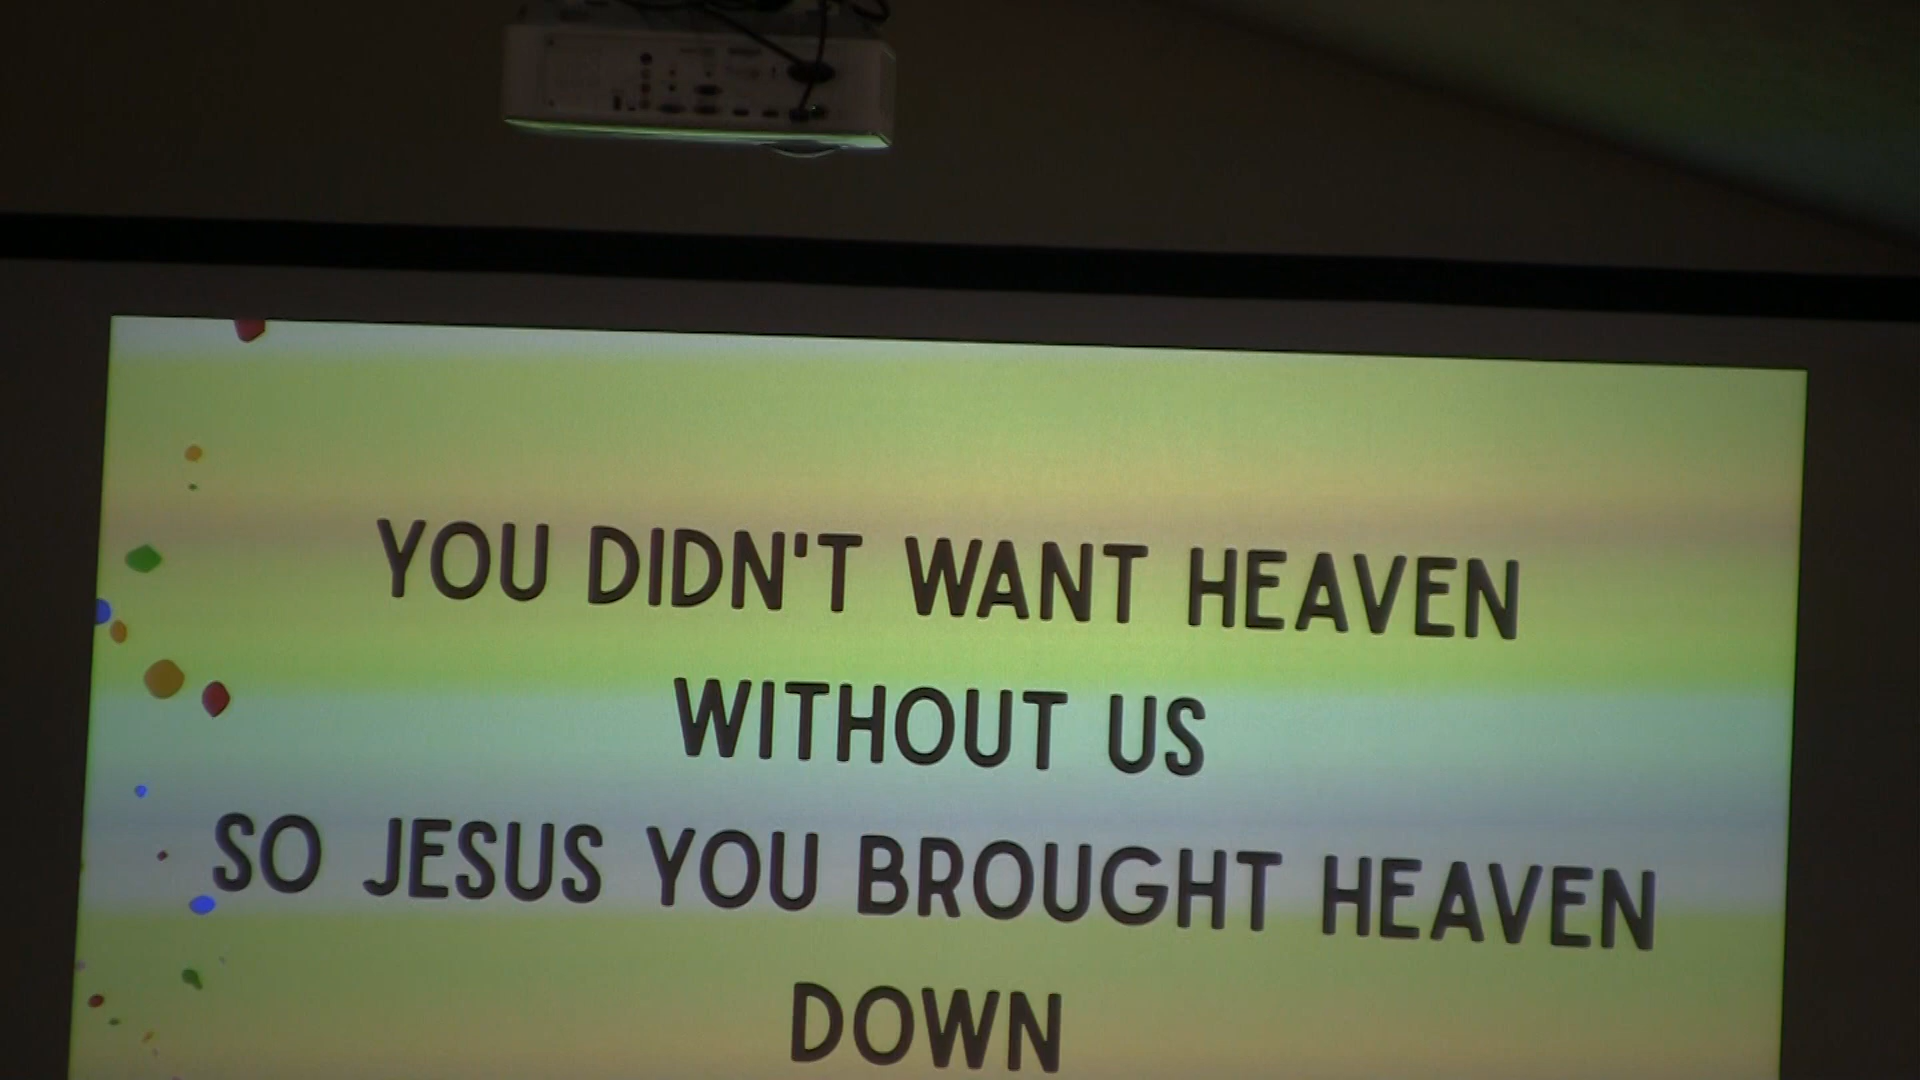 YOU DIDN'T WANT HEAVEN
WITHOUT US
SO JESUS YOU BROUGHT HEAVEN
DOWN